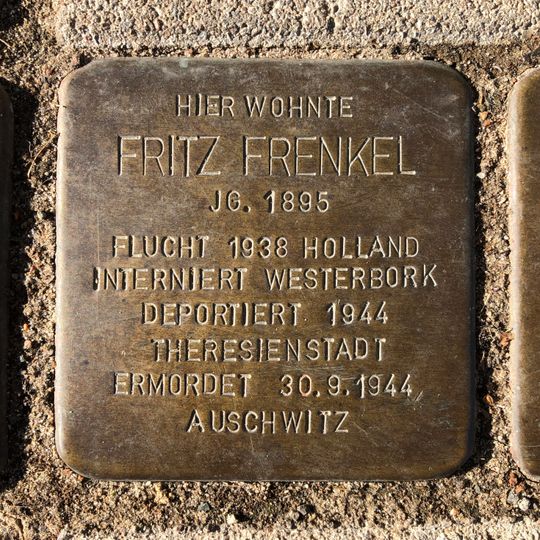 HIER WOHNTE
FRITZ FRENKEL
JG. 1895
FLUCHT 1938 HOLLAND
INTERNIERT WESTERBORK
DEPORTIERT 1944
THERESIENSTADT
ERMORDET 30.9.1944
AUSCHWITZ